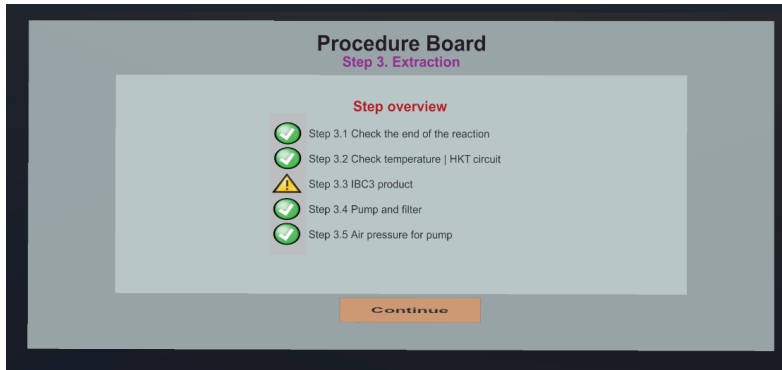 Procedure Board
Step 3. Extraction
Step overview
Step 3.1 Check the end of the reaction
Step 3.2 Check temperature | HKT circuit
Step 3.3 IBC3 product
Step 3.4 Pump and filter
Step 3.5 Air pressure for pump
Continue